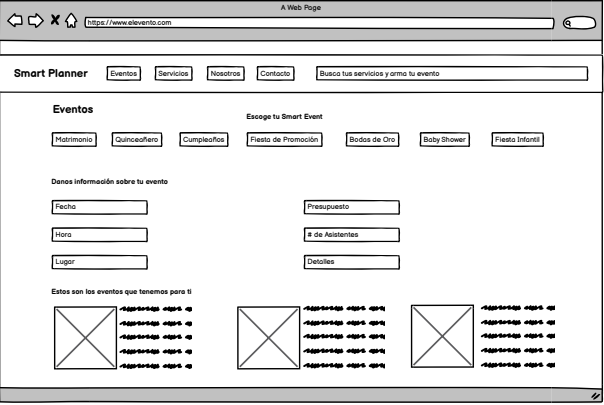 A Web Page
https://www.elevento.com
Smart Planner Eventos Servicios Nosotros Contacto Busca tus servicios y arma tu evento
Eventos
Escoge tu Smart Event
Matrimonio Quinceañero Cumpleaños Fiesta de Promoción Bodas de Oro Baby Shower Fiesta Infantil
Danos información sobre tu evento
Fecha Presupuesto
Hora # de Asistentes
Lugar Detalles
Estos son los eventos que tenemos para ti